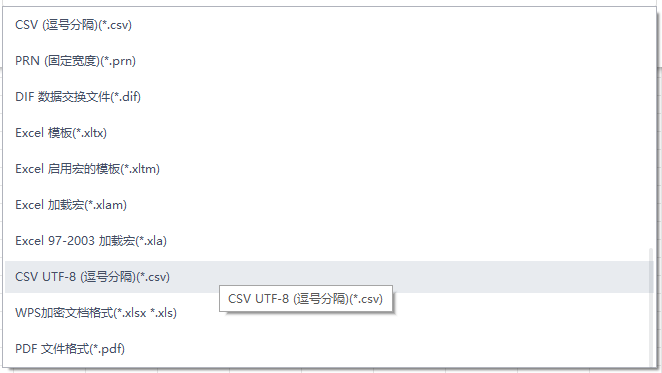 CSV (逗号分隔)(*.csv)
PRN (固定宽度)(*.prn)
DIF 数据交换文件(*.dif)
Excel 模板(*.xltx)
Excel 启用宏的模板(*.xltm)
Excel 加载宏(*.xlam)
Excel 97-2003 加载宏(*.xla)
CSV UTF-8 (逗号分隔)(*.csv)
CSV UTF-8 (逗号分隔)(*.csv)
WPS加密文档格式(*.xlsx *.xls)
PDF 文件格式(*.pdf)